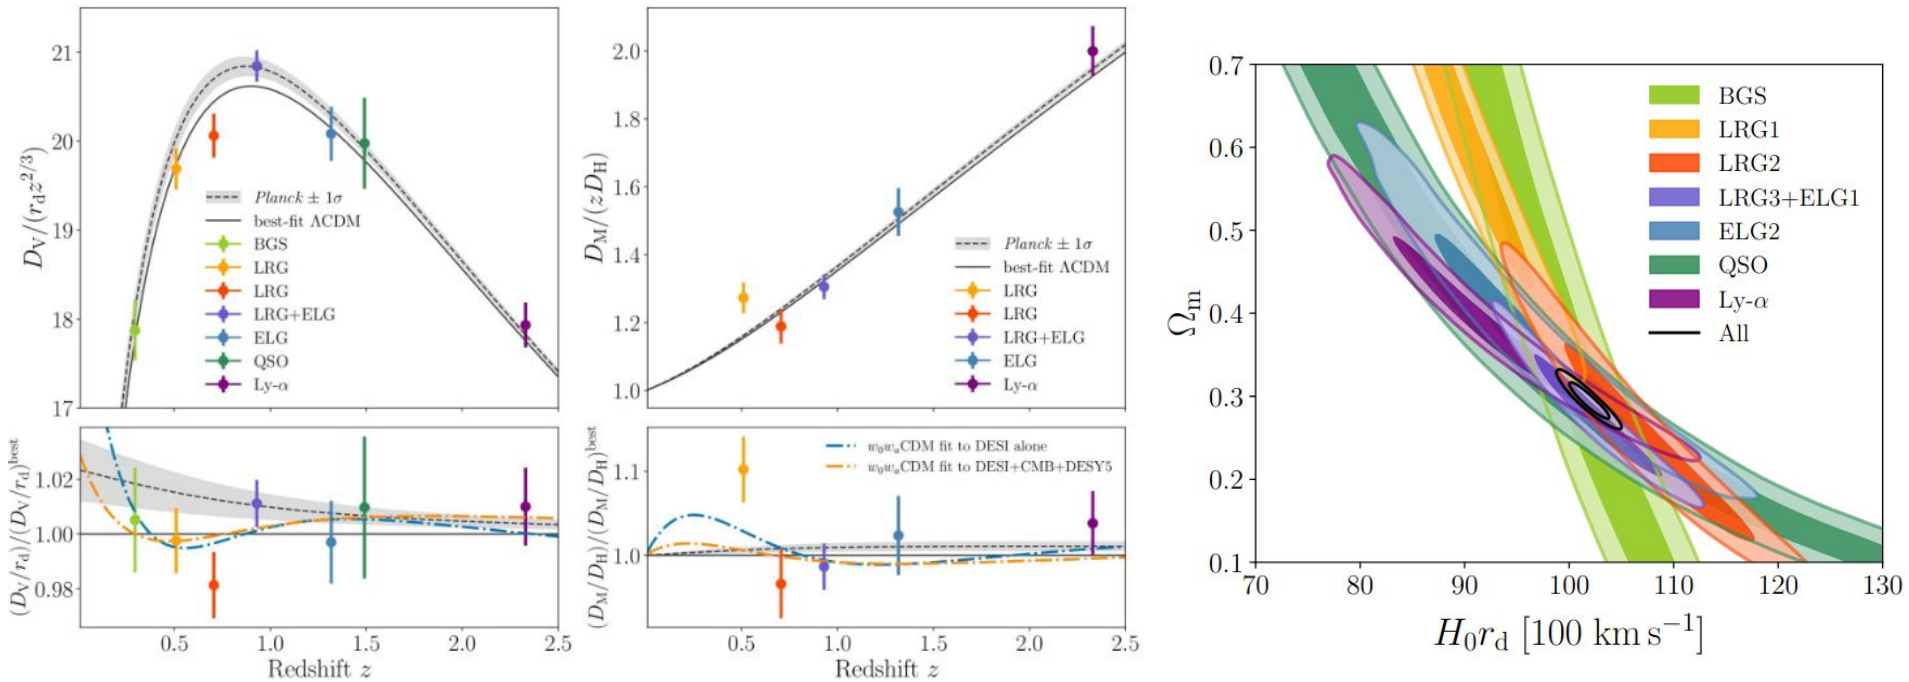 D_V/(r_d z^{2/3})
21
20
19
18
17
Planck ± 1σ
best-fit ΛCDM
BGS
LRG
LRG
LRG+ELG
ELG
QSO
Ly-α
(D_V/r_d)/(D_V/r_d)^{best}
1.02
1.00
0.98
0.5 1.0 1.5 2.0 2.5
Redshift z
D_M/(zD_H)
2.0
1.8
1.6
1.4
1.2
1.0
Planck ± 1σ
best-fit ΛCDM
LRG
LRG
LRG+ELG
ELG
Ly-α
(D_M/D_H)/(D_M/D_H)^{best}
1.1
1.0
w_0w_aCDM fit to DESI alone
w_0w_aCDM fit to DESI+CMB+DESY5
0.5 1.0 1.5 2.0 2.5
Redshift z
Ω_m
0.7
0.6
0.5
0.4
0.3
0.2
0.1
BGS
LRG1
LRG2
LRG3+ELG1
ELG2
QSO
Ly-α
All
70 80 90 100 110 120 130
H_0r_d [100 km s^{−1}]